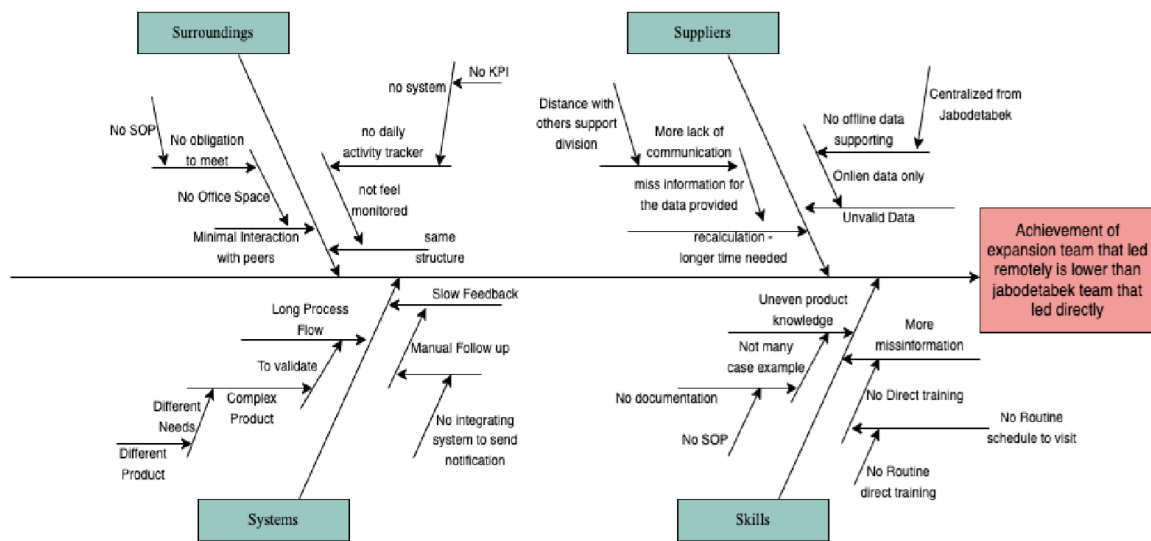 Surroundings
Suppliers
No KPI
no system
No SOP
No obligation
to meet
no daily
activity tracker
No Office Space
not feel
monitored
Minimal Interaction
with peers
same
structure
Distance with
others support
division
More lack of
communication
miss information for
the data provided
recalculation -
longer time needed
Centralized from
Jabodetabek
No offline data
supporting
Onlien data only
Unvalid Data
Achievement of
expansion team that led
remotely is lower than
jabodetabek team that
led directly
Slow Feedback
Long Process
Flow
Manual Follow up
To validate
Complex
Product
Different
Needs
Different
Product
No integrating
system to send
notification
Uneven product
knowledge
Not many
case example
No documentation
No SOP
More
missinformation
No Direct training
No Routine
schedule to visit
No Routine
direct training
Systems
Skills